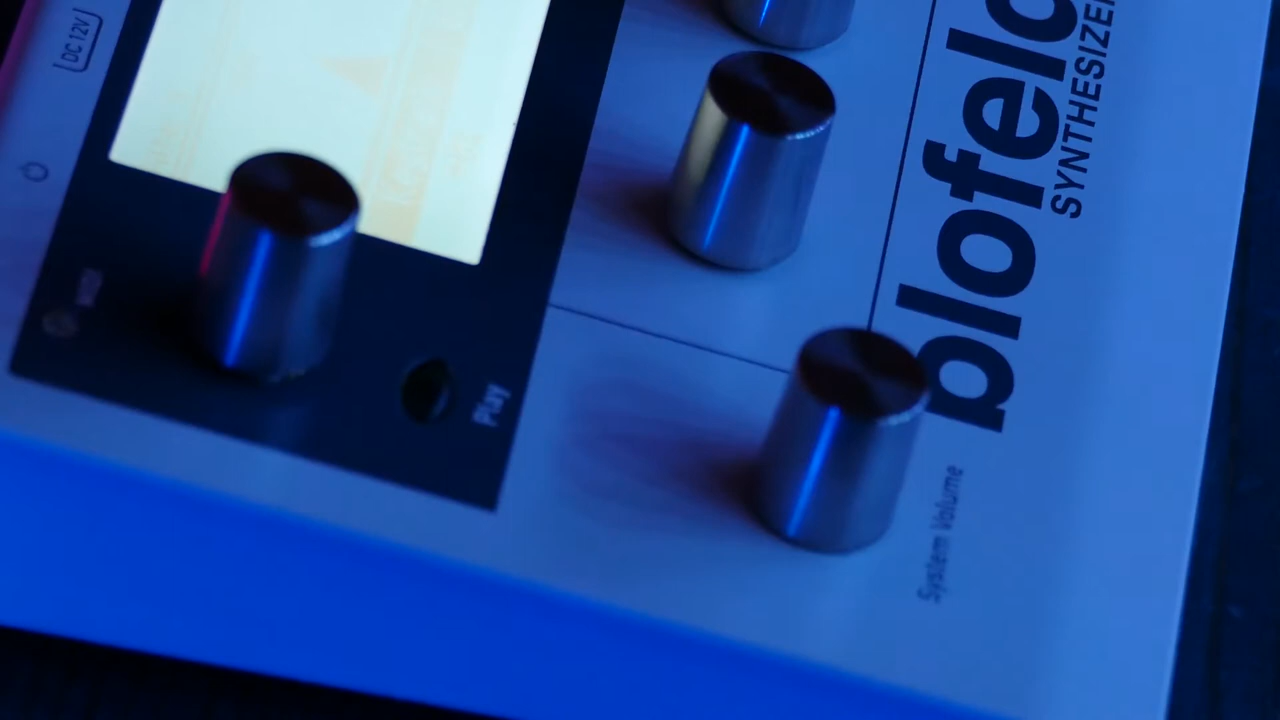 DC 12V
Play
blofeld
SYNTHESIZER
System Volume